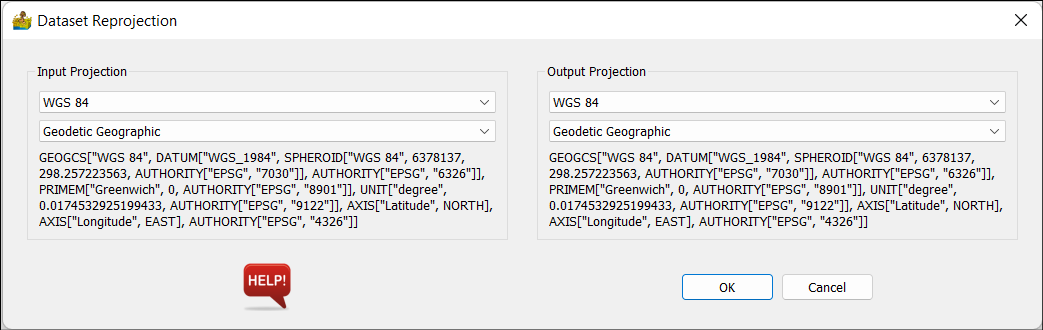 Dataset Reprojection
Input Projection
WGS 84
Geodetic Geographic
GEOGCS["WGS 84", DATUM["WGS_1984", SPHEROID["WGS 84", 6378137,
298.257223563, AUTHORITY["EPSG", "7030"]], AUTHORITY["EPSG", "6326"]],
PRIMEM["Greenwich", 0, AUTHORITY["EPSG", "8901"]], UNIT["degree",
0.0174532925199433, AUTHORITY["EPSG", "9122"]], AXIS["Latitude", NORTH],
AXIS["Longitude", EAST], AUTHORITY["EPSG", "4326"]]
Output Projection
WGS 84
Geodetic Geographic
GEOGCS["WGS 84", DATUM["WGS_1984", SPHEROID["WGS 84", 6378137,
298.257223563, AUTHORITY["EPSG", "7030"]], AUTHORITY["EPSG", "6326"]],
PRIMEM["Greenwich", 0, AUTHORITY["EPSG", "8901"]], UNIT["degree",
0.0174532925199433, AUTHORITY["EPSG", "9122"]], AXIS["Latitude", NORTH],
AXIS["Longitude", EAST], AUTHORITY["EPSG", "4326"]]
HELP!
OK
Cancel